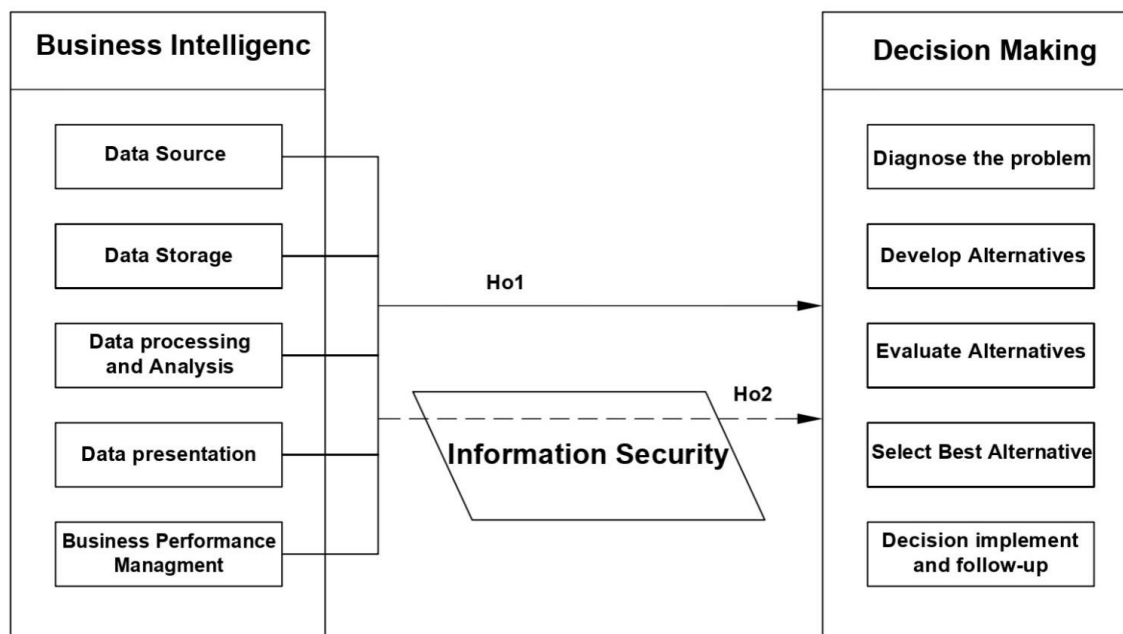 Business Intelligenc
Data Source
Data Storage
Data processing
and Analysis
Data presentation
Business Performance
Managment
Ho1
Ho2
Information Security
Decision Making
Diagnose the problem
Develop Alternatives
Evaluate Alternatives
Select Best Alternative
Decision implement
and follow-up